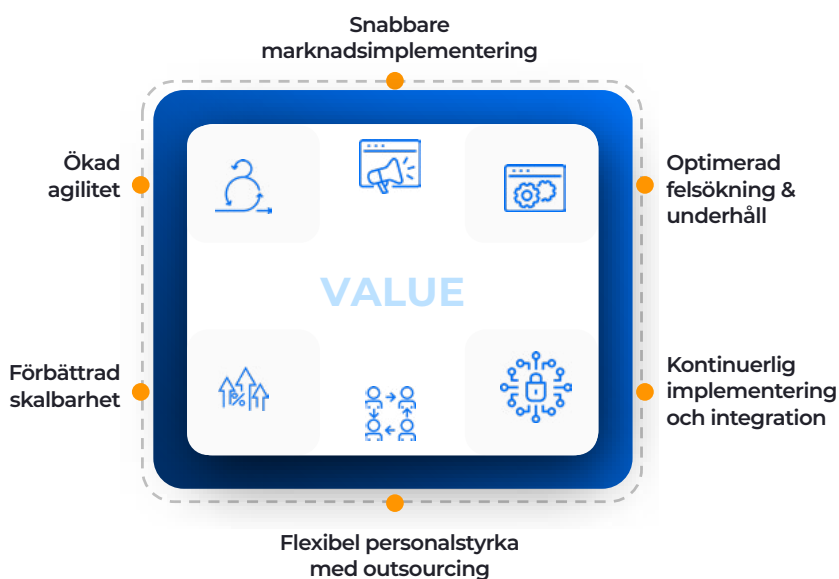 Snabbare
marknadsimplementering
Ökad
agilitet
Optimerad
felsökning &
underhåll
VALUE
Förbättrad
skalbarhet
%
Kontinuerlig
implementering
och integration
Flexibel personalstyrka
med outsourcing